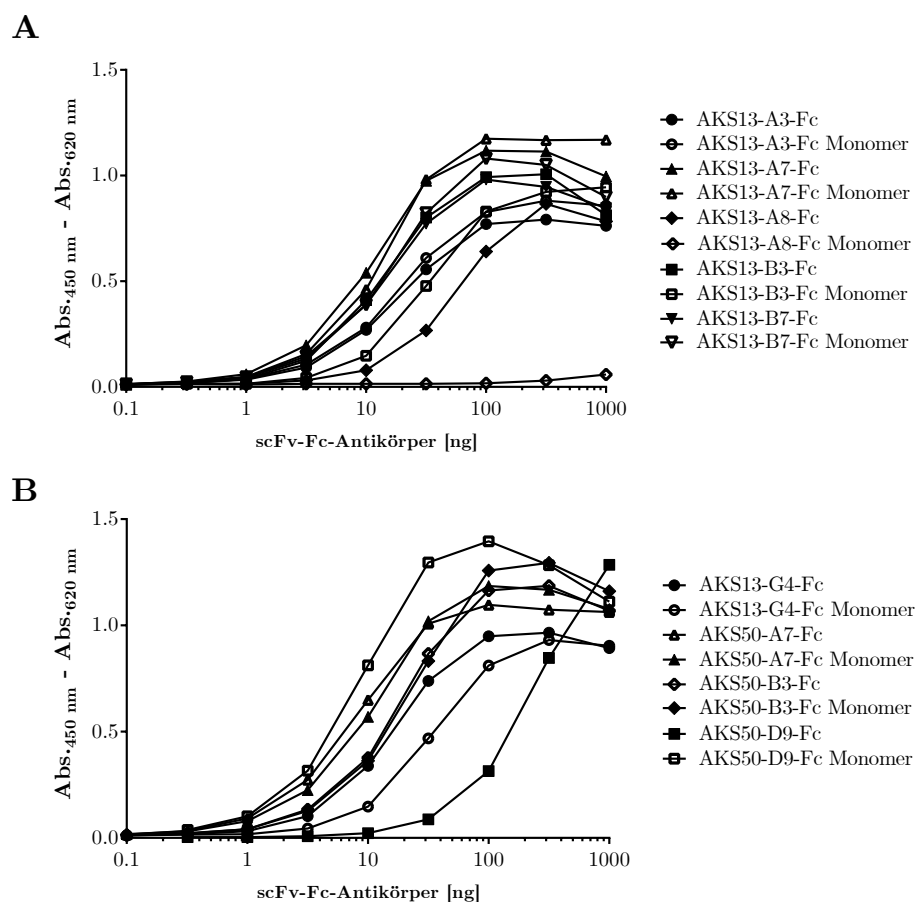 A
Abs.450 nm - Abs.620 nm
1.5
1.0
0.5
0.0
0.1 1 10 100 1000
scFv-Fc-Antikörper [ng]
AKS13-A3-Fc
AKS13-A3-Fc Monomer
AKS13-A7-Fc
AKS13-A7-Fc Monomer
AKS13-A8-Fc
AKS13-A8-Fc Monomer
AKS13-B3-Fc
AKS13-B3-Fc Monomer
AKS13-B7-Fc
AKS13-B7-Fc Monomer
B
Abs.450 nm - Abs.620 nm
1.5
1.0
0.5
0.0
0.1 1 10 100 1000
scFv-Fc-Antikörper [ng]
AKS13-G4-Fc
AKS13-G4-Fc Monomer
AKS50-A7-Fc
AKS50-A7-Fc Monomer
AKS50-B3-Fc
AKS50-B3-Fc Monomer
AKS50-D9-Fc
AKS50-D9-Fc Monomer